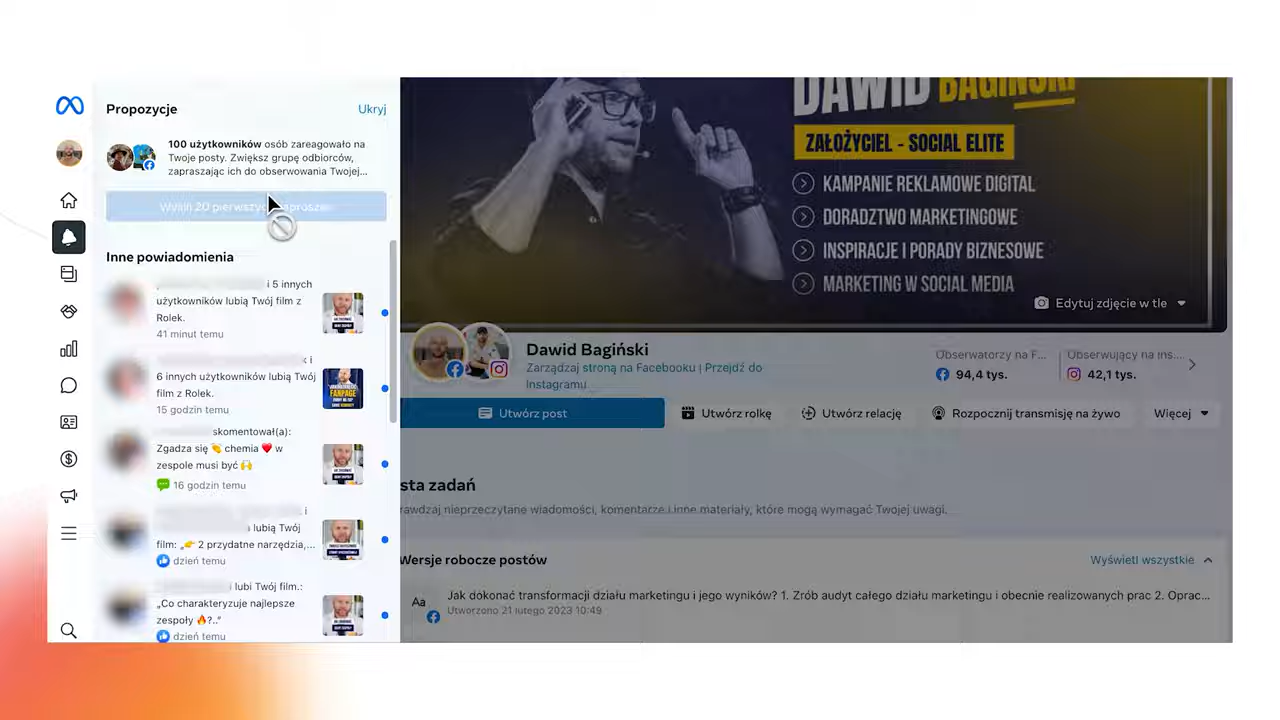 Propozycje
Ukryj
100 użytkowników osób zareagowało na
Twoje posty. Zwiększ grupę odbiorców,
zapraszając ich do obserwowania Twojej...
Wyślij 20 pierwszych
Inne powiadomienia
i 5 innych
użytkowników lubią Twój film z
Rolek.
41 minut temu
i
6 innych użytkowników lubią Twój
film z Rolek.
15 godzin temu
skomentował(a):
Zgadza się 👏 chemia ❤️ w
zespole musi być 🙌
16 godzin temu
i
lubią Twój
film: „👉 2 przydatne narzędzia,...
dzień temu
lubi Twój film.:
„Co charakteryzuje najlepsze
zespoły 🔥?.."
dzień temu
DAWID BAGIŃSKI
ZAŁOŻYCIEL - SOCIAL ELITE
KAMPANIE REKLAMOWE DIGITAL
DORADZTWO MARKETINGOWE
INSPIRACJE I PORADY BIZNESOWE
MARKETING W SOCIAL MEDIA
Edytuj zdjęcie w tle
Dawid Bagiński
Zarządzaj stroną na Facebooku | Przejdź do
Instagramu
Obserwatorzy na F...
94,4 tys.
Obserwujący na Ins...
42,1 tys.
Utwórz post
Utwórz rolkę
Utwórz relację
Rozpocznij transmisję na żywo
Więcej
sta zadań
rawdzaj nieprzeczytane wiadomości, komentarze i inne materiały, które mogą wymagać Twojej uwagi.
Wersje robocze postów
Wyświetl wszystkie
Aa
Jak dokonać transformacji działu marketingu i jego wyników? 1. Zrób audyt całego działu marketingu i obecnie realizowanych prac 2. Oprac...
Utworzono 21 lutego 2023 10:49